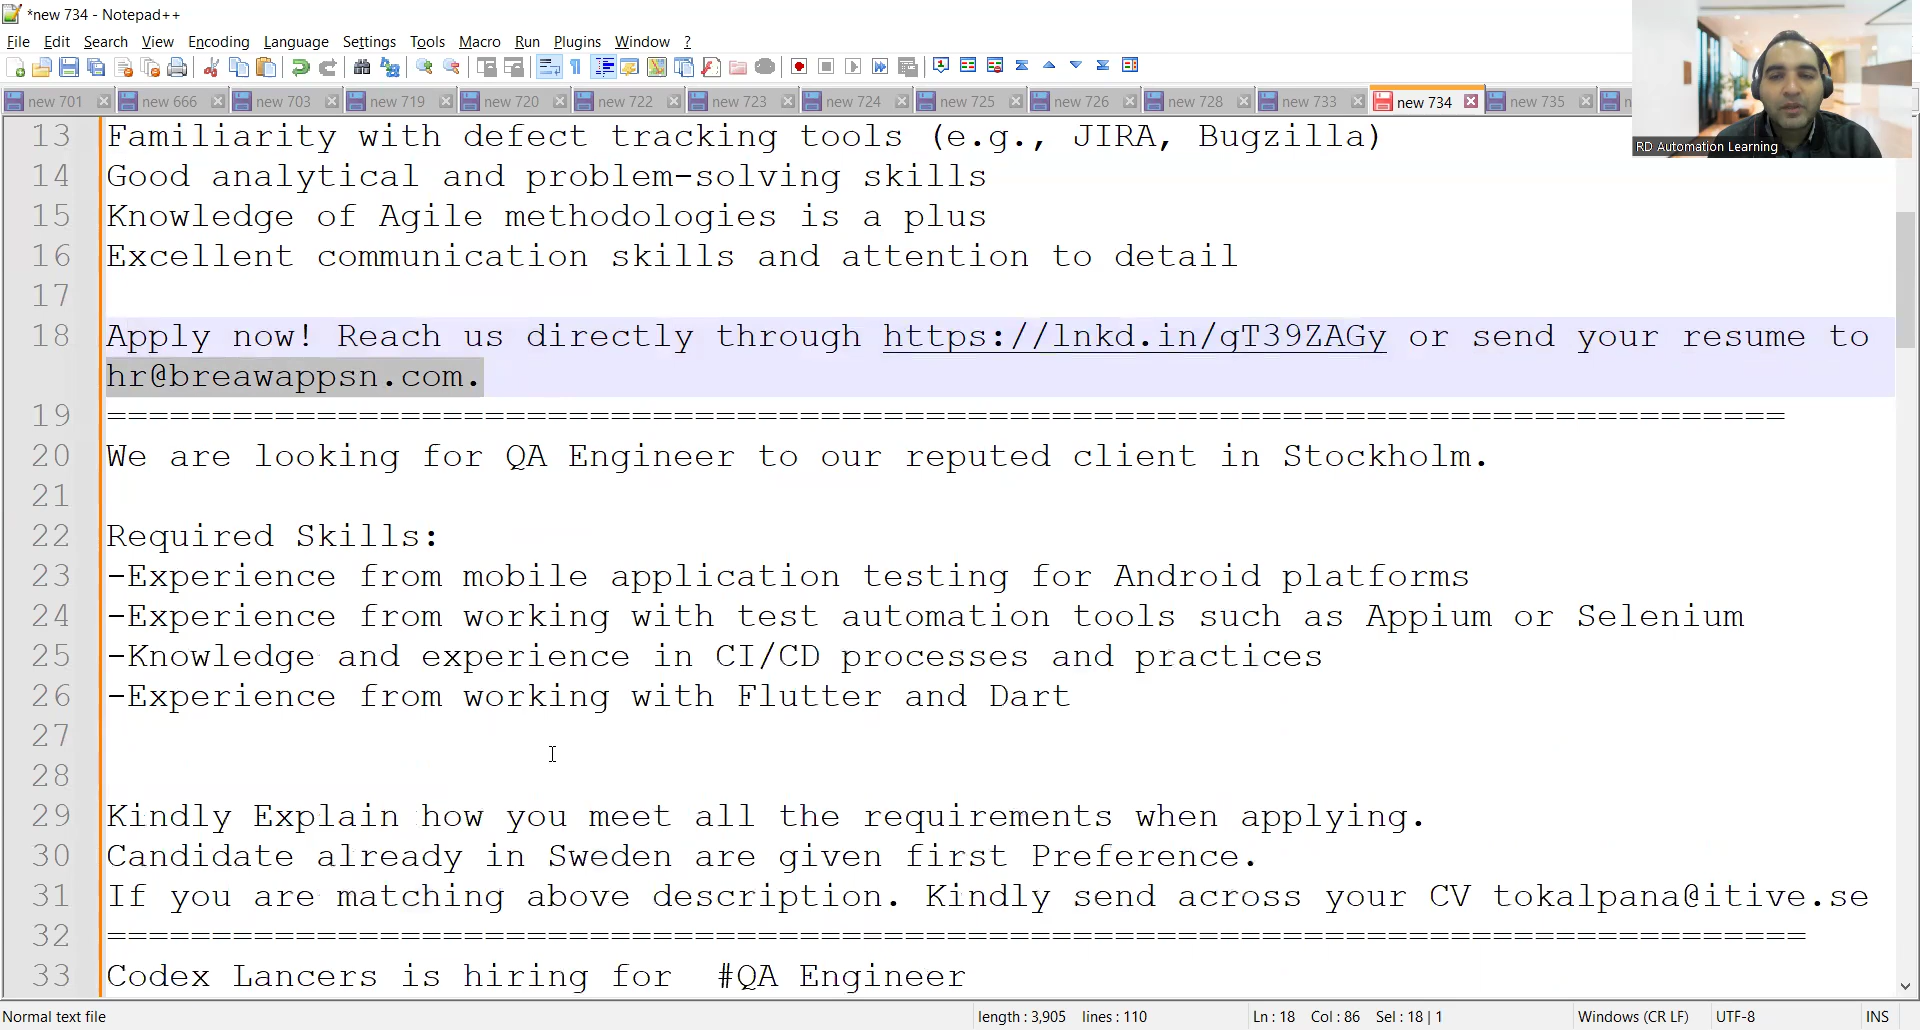 *new 734 - Notepad++
File Edit Search View Encoding Language Settings Tools Macro Run Plugins Window ?
new 701 new 666 new 703 new 719 new 720 new 722 new 723 new 724 new 725 new 726 new 728 new 733 new 734 new 735
RD Automation Learning
13 Familiarity with defect tracking tools (e.g., JIRA, Bugzilla)
14 Good analytical and problem-solving skills
15 Knowledge of Agile methodologies is a plus
16 Excellent communication skills and attention to detail
17
18 Apply now! Reach us directly through https://lnkd.in/gT39ZAGy or send your resume to
hr@breawappsn.com.
19 ================================================================================
20 We are looking for QA Engineer to our reputed client in Stockholm.
21
22 Required Skills:
23 -Experience from mobile application testing for Android platforms
24 -Experience from working with test automation tools such as Appium or Selenium
25 -Knowledge and experience in CI/CD processes and practices
26 -Experience from working with Flutter and Dart
27
28
29 Kindly Explain how you meet all the requirements when applying.
30 Candidate already in Sweden are given first Preference.
31 If you are matching above description. Kindly send across your CV tokalpana@itive.se
32 =================================================================================
33 Codex Lancers is hiring for  #QA Engineer
Normal text file length : 3,905 lines : 110 Ln : 18 Col : 86 Sel : 18 | 1 Windows (CR LF) UTF-8 INS